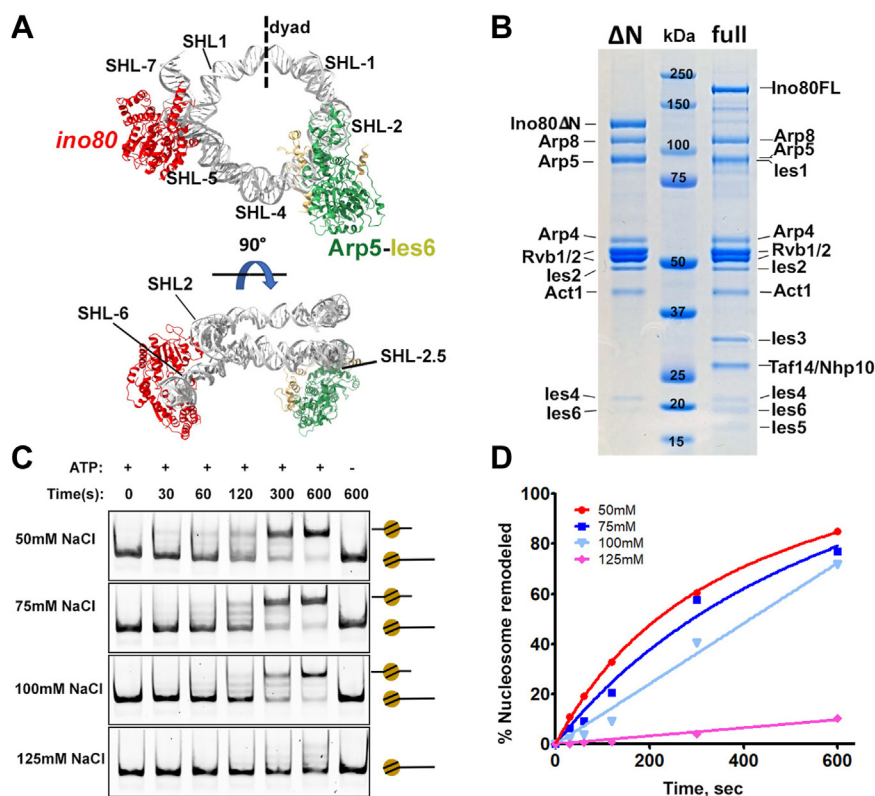 A
dyad
SHL1
SHL-7
SHL-1
SHL-2
ino80
SHL-5
SHL-4
Arp5-Ies6
90°
SHL2
SHL-6
SHL-2.5
B
ΔN kDa full
250
150
100
75
50
37
25
20
15
Ino80ΔN
Arp8
Arp5
Arp4
Rvb1/2
Ies2
Act1
Ies4
Ies6
Ino80FL
Arp8
Arp5
Ies1
Arp4
Rvb1/2
Ies2
Act1
Ies3
Taf14/Nhp10
Ies4
Ies6
Ies5
C
ATP: + + + + + + -
Time(s): 0 30 60 120 300 600 600
50mM NaCl
75mM NaCl
100mM NaCl
125mM NaCl
D
% Nucleosome remodeled
100
80
60
40
20
0
50mM
75mM
100mM
125mM
0 200 400 600
Time, sec